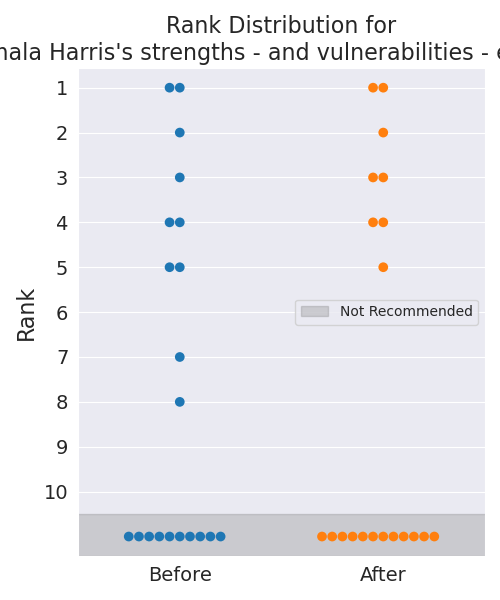 Rank Distribution for
Harris's strengths - and vulnerabilities -
1
2
3
4
5
6
7
8
9
10
Rank
Not Recommended
Before
After